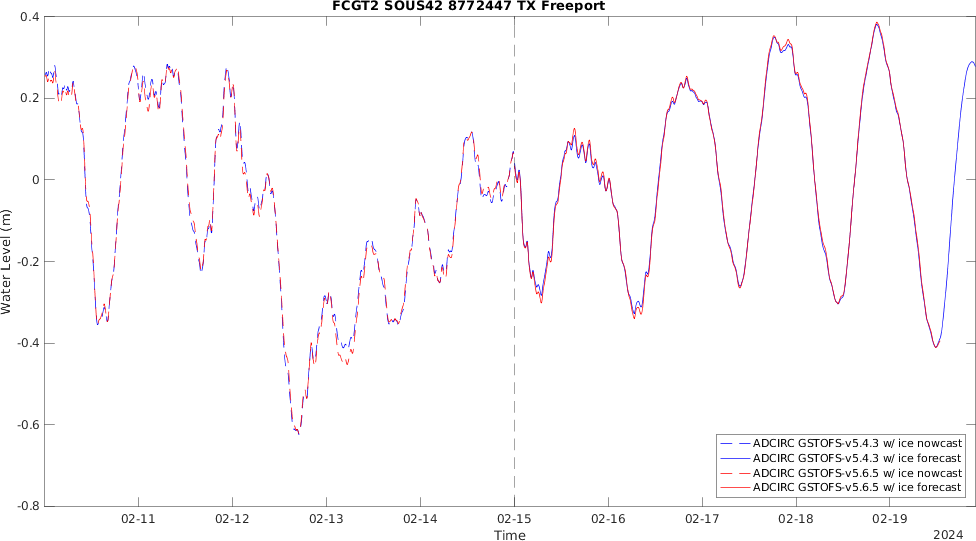 FCGT2 SOUS42 8772447 TX Freeport
0.4
0.2
0
-0.2
-0.4
-0.6
-0.8
Water Level (m)
02-11 02-12 02-13 02-14 02-15 02-16 02-17 02-18 02-19
Time
2024
ADCIRC GSTOFS-v5.4.3 w/ ice nowcast
ADCIRC GSTOFS-v5.4.3 w/ ice forecast
ADCIRC GSTOFS-v5.6.5 w/ ice nowcast
ADCIRC GSTOFS-v5.6.5 w/ ice forecast